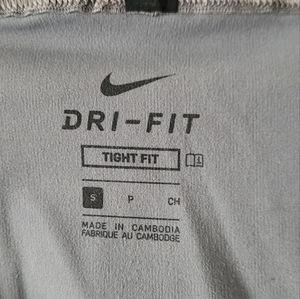 DRI-FIT
TIGHT FIT
S P CH
MADE IN CAMBODIA
FABRIQUE AU CAMBODGE